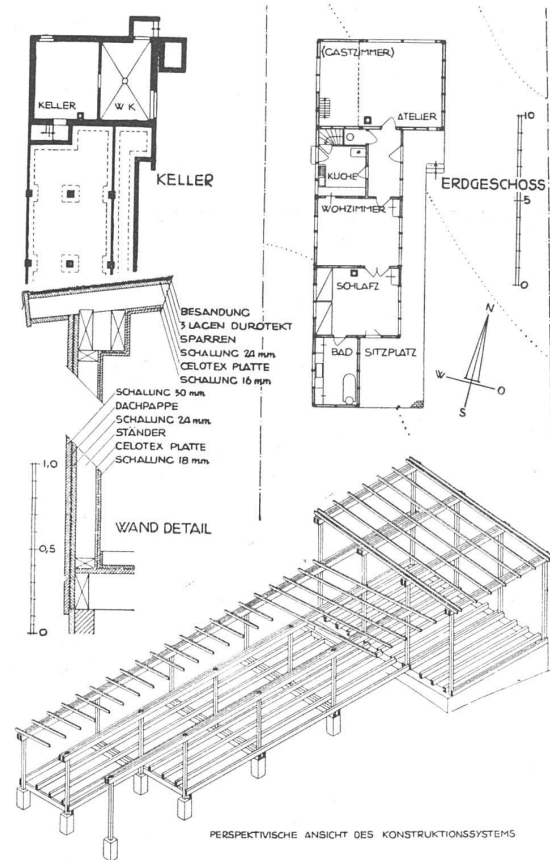 KELLER
W K
KELLER
(GASTZIMMER)
ATELIER
KÜCHE
WOHZIMMER
SCHLAFZ
BAD
SITZPLATZ
ERDGESCHOSS
10
5
0
N
W
O
S
BESANDUNG
3 LAGEN DUROTEKT
SPARREN
SCHALUNG 24 mm
CELOTEX PLATTE
SCHALUNG 16 mm
SCHALUNG 30 mm
DACHPAPPE
SCHALUNG 24 mm
STÄNDER
CELOTEX PLATTE
SCHALUNG 18 mm
1,0
0,5
0
WAND DETAIL
PERSPEKTIVISCHE ANSICHT DES KONSTRUKTIONSSYSTEMS